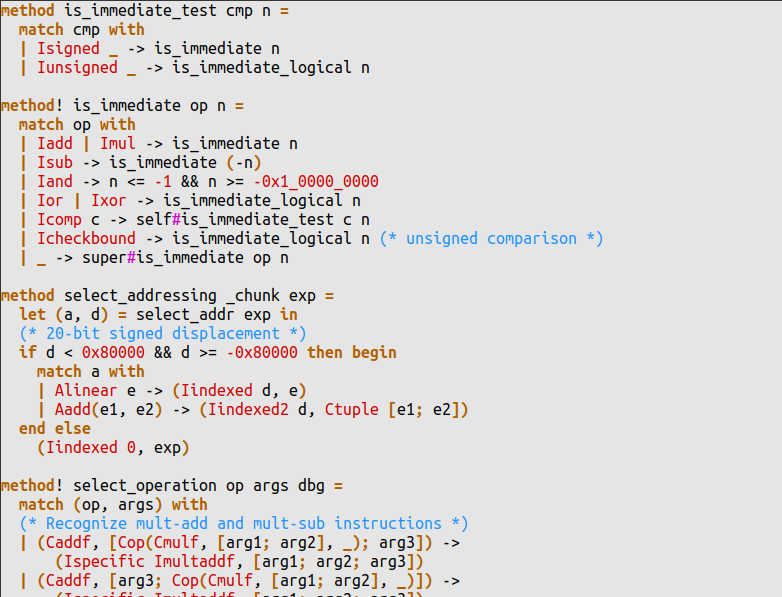 method is_immediate_test cmp n =
match cmp with
| Isigned _ -> is_immediate n
| Iunsigned _ -> is_immediate_logical n
method! is_immediate op n =
match op with
| Iadd | Imul -> is_immediate n
| Isub -> is_immediate (-n)
| Iand -> n <= -1 && n >= -0x1_0000_0000
| Ior | Ixor -> is_immediate_logical n
| Icomp c -> self#is_immediate_test c n
| Icheckbound -> is_immediate_logical n (* unsigned comparison *)
| _ -> super#is_immediate op n
method select_addressing _chunk exp =
let (a, d) = select_addr exp in
(* 20-bit signed displacement *)
if d < 0x80000 && d >= -0x80000 then begin
match a with
| Alinear e -> (Iindexed d, e)
| Aadd(e1, e2) -> (Iindexed2 d, Ctuple [e1; e2])
end else
(Iindexed 0, exp)
method! select_operation op args dbg =
match (op, args) with
(* Recognize mult-add and mult-sub instructions *)
| (Caddf, [Cop(Cmulf, [arg1; arg2], _); arg3]) ->
(Ispecific Imultaddf, [arg1; arg2; arg3])
| (Caddf, [arg3; Cop(Cmulf, [arg1; arg2], _)]) ->
(Ispecific Imultaddf, [arg1; arg2; arg3])